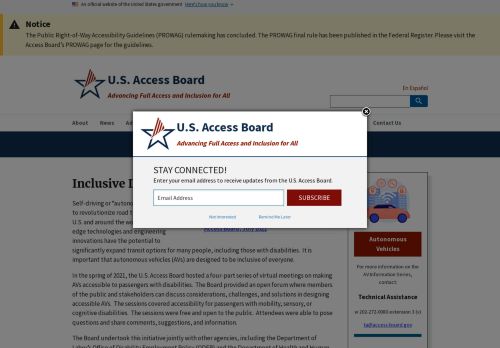 An official website of the United States government Here's how you know
Notice
The Public Right-of-Way Accessibility Guidelines (PROWAG) rulemaking has concluded. The PROWAG final rule has been published in the Federal Register. Please visit the
Access Board's PROWAG page for the guidelines.
U.S. Access Board
Advancing Full Access and Inclusion for All
En Español
About News Contact Us
U.S. Access Board
Advancing Full Access and Inclusion for All
STAY CONNECTED!
Enter your email address to receive updates from the U.S. Access Board.
Email Address SUBSCRIBE
Not Interested Remind Me Later
Inclusive
Self-driving or "auton
to revolutionize road t
U.S. and around the w
edge technologies and engineering
innovations have the potential to
significantly expand transit options for many people, including those with disabilities. It is
important that autonomous vehicles (AVs) are designed to be inclusive of everyone.
In the spring of 2021, the U.S. Access Board hosted a four-part series of virtual meetings on making
AVs accessible to passengers with disabilities. The Board provided an open forum where members
of the public and stakeholders can discuss considerations, challenges, and solutions in designing
accessible AVs. The sessions covered accessibility for passengers with mobility, sensory, or
cognitive disabilities. The sessions were free and open to the public. Attendees were able to pose
questions and share comments, suggestions, and information.
The Board undertook this initiative jointly with other agencies, including the Department of
Autonomous
Vehicles
For more information on the
AV Information Series,
contact:
Technical Assistance
(v) 202-272-0080 extension 3 (v)
ta@access-board.gov